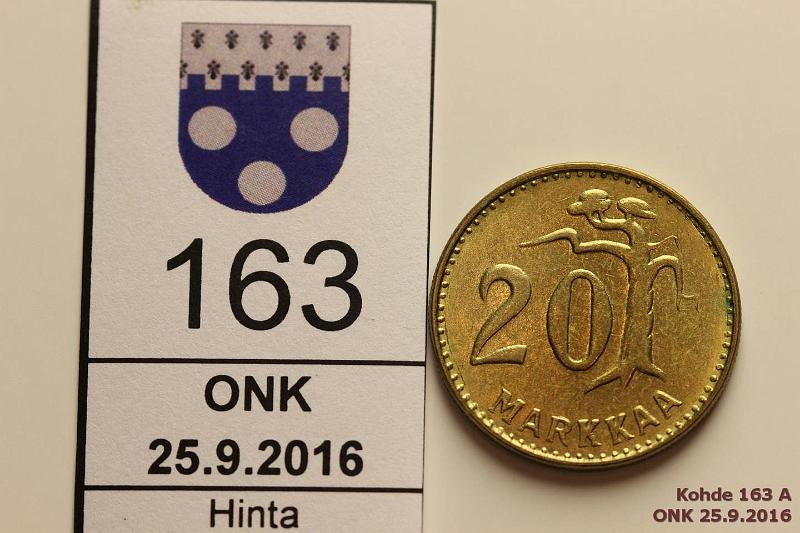 163
ONK
25.9.2016
Hinta
20
MARKKAA
Kohde 163 A
ONK 25.9.2016